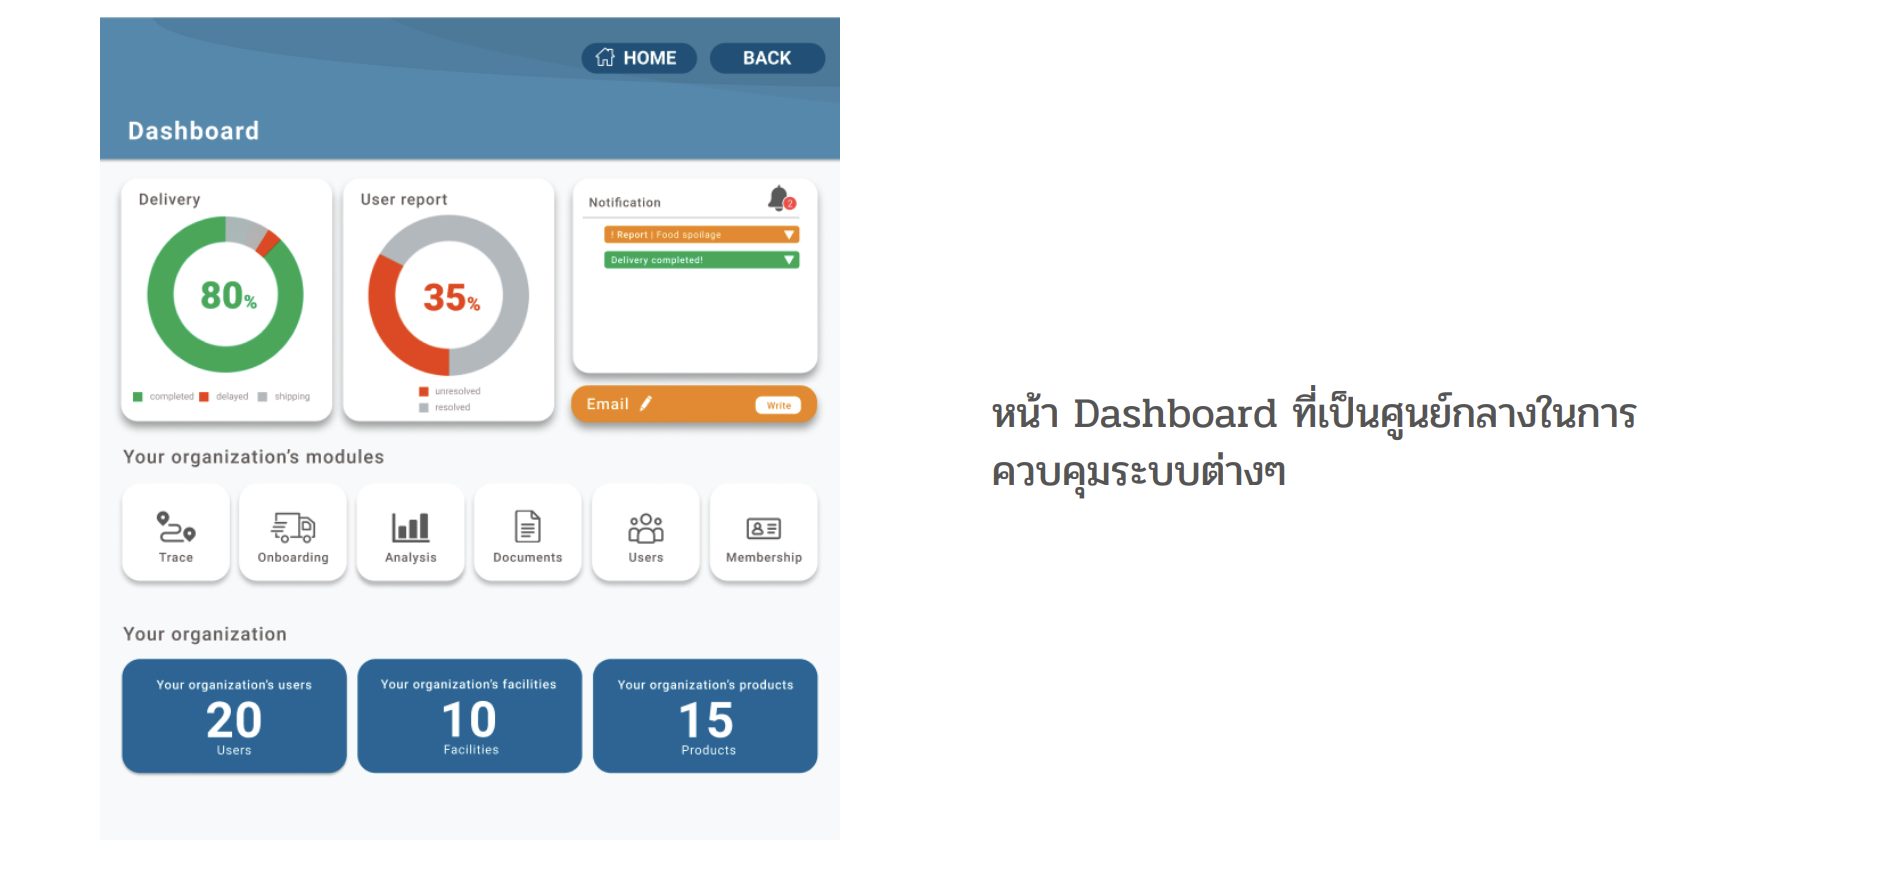 HOME
BACK
Dashboard
Delivery
80%
completed delayed shipping
User report
35%
unresolved
resolved
Notification
2
! Report | Food spoilage
Delivery completed!
Email
Write
Your organization's modules
Trace
Onboarding
Analysis
Documents
Users
Membership
Your organization
Your organization's users
20
Users
Your organization's facilities
10
Facilities
Your organization's products
15
Products
หน้า Dashboard ที่เป็นศูนย์กลางในการ
ควบคุมระบบต่างๆ